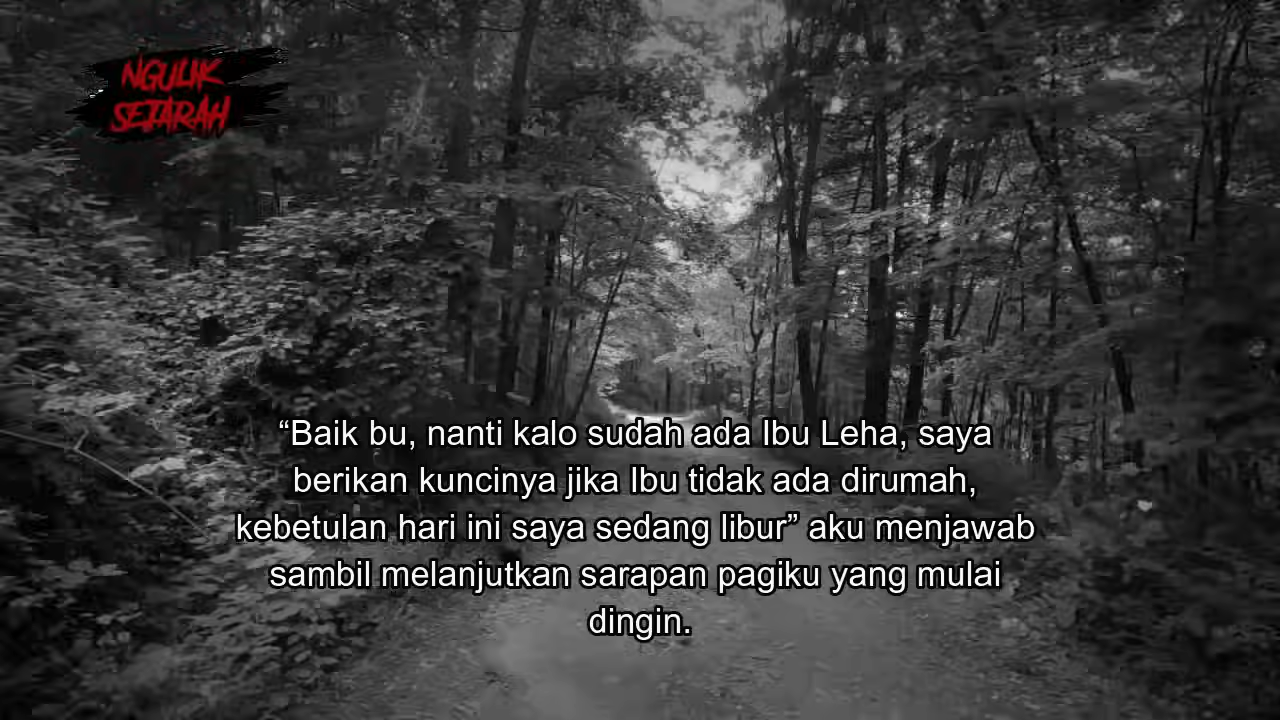 NGULIK
SEJARAH
“Baik bu, nanti kalo sudah ada Ibu Leha, saya
berikan kuncinya jika Ibu tidak ada dirumah,
kebetulan hari ini saya sedang libur” aku menjawab
sambil melanjutkan sarapan pagiku yang mulai
dingin.